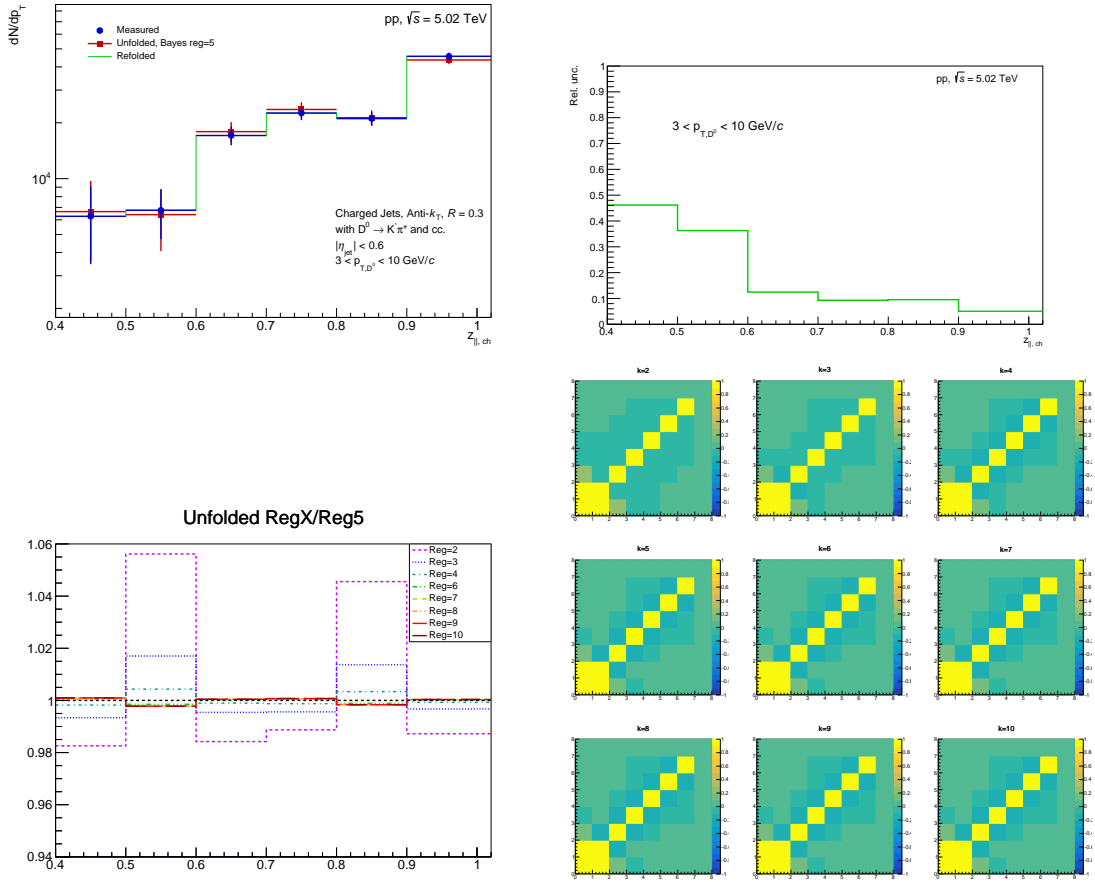 dN/dp_T
pp, √s = 5.02 TeV
Measured
Unfolded, Bayes reg=5
Refolded
10^4
Charged Jets, Anti-k_T, R = 0.3
with D^0 → K^-π^+ and cc.
|η_jet| < 0.6
3 < p_T,D^0 < 10 GeV/c
0.4 0.5 0.6 0.7 0.8 0.9 1
z_||, ch
Rel. unc.
pp, √s = 5.02 TeV
3 < p_T,D^0 < 10 GeV/c
1
0.9
0.8
0.7
0.6
0.5
0.4
0.3
0.2
0.1
0
0.4 0.5 0.6 0.7 0.8 0.9 1
z_||, ch
Unfolded RegX/Reg5
1.06
1.04
1.02
1
0.98
0.96
0.94
0.4 0.5 0.6 0.7 0.8 0.9 1
Reg=2
Reg=3
Reg=4
Reg=6
Reg=7
Reg=8
Reg=9
Reg=10
k=2
k=3
k=4
k=5
k=6
k=7
k=8
k=9
k=10